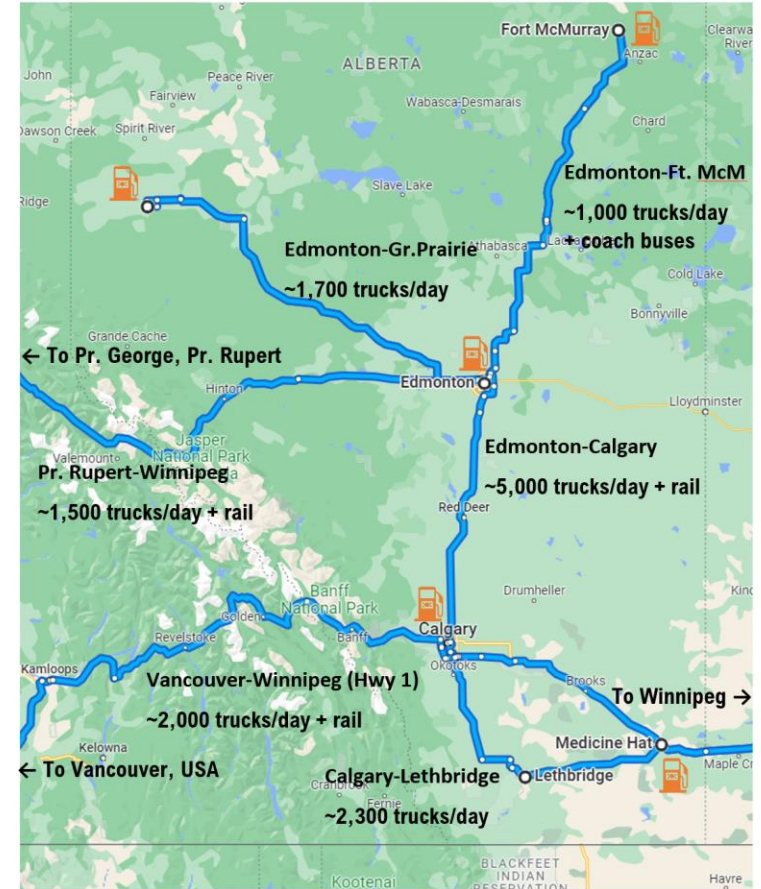 Fort McMurray
Clearwa
River
Anzac
ALBERTA
John
Peace River
Fairview
Wabasca-Desmarais
Chard
Dawson Creek
Spirit River
Edmonton-Ft. McM
Slave Lake
Ridge
~1,000 trucks/day
+ coach buses
Athabasca
Lac La
Edmonton-Gr.Prairie
Cold Lake
~1,700 trucks/day
Bonnyville
Grande Cache
← To Pr. George, Pr. Rupert
Edmonton
Hinton
Lloydminster
Jasper
National Park
Edmonton-Calgary
Valemount
Pr. Rupert-Winnipeg
~5,000 trucks/day + rail
~1,500 trucks/day + rail
Red Deer
Drumheller
Kind
Banff
National Park
Calgary
Golden
Revelstoke
Banff
Okotoks
Kamloops
Brooks
Vancouver-Winnipeg (Hwy 1)
To Winnipeg →
~2,000 trucks/day + rail
Medicine Hat
Kelowna
Maple Cr
← To Vancouver, USA
Calgary-Lethbridge
Lethbridge
Cranbrook
Fernie
~2,300 trucks/day
BLACKFEET
INDIAN
RESERVATION
Kootenai
Havre